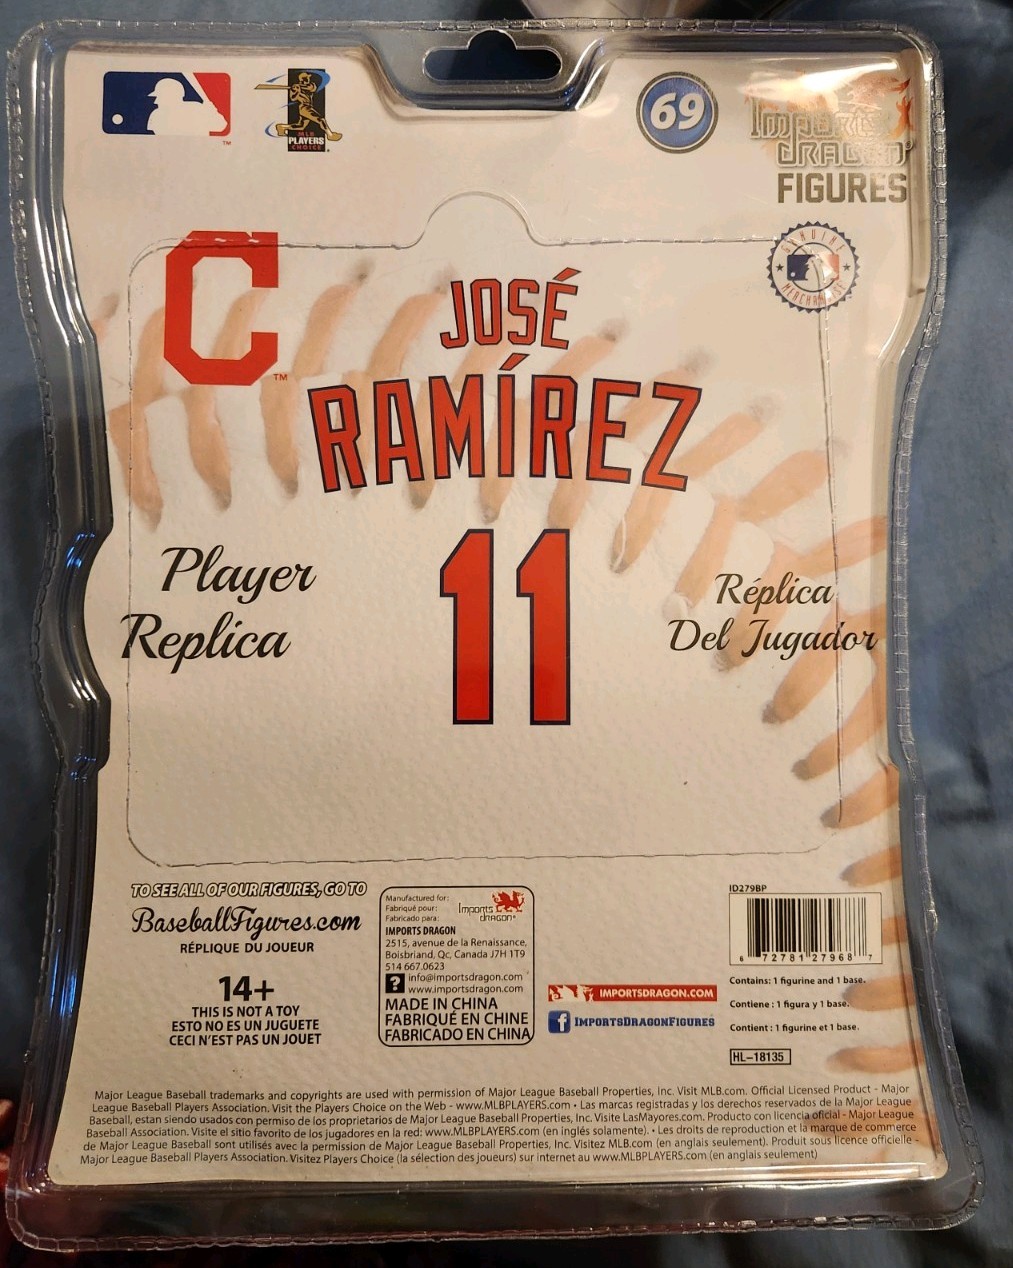 MLB
PLAYERS
CHOICE
69
Imports
DRAGON
FIGURES
GENUINE
MERCHANDISE
C
TM
JOSÉ
RAMÍREZ
11
Player
Replica
Réplica
Del Jugador
TO SEE ALL OF OUR FIGURES, GO TO
BaseballFigures.com
RÉPLIQUE DU JOUEUR
14+
THIS IS NOT A TOY
ESTO NO ES UN JUGUETE
CECI N'EST PAS UN JOUET
Manufactured for:
Fabriqué pour:
Fabricado para:
Imports
dragon
IMPORTS DRAGON
2515, avenue de la Renaissance,
Boisbriand, Qc, Canada J7H 1T9
514 667.0623
? info@importsdragon.com
www.importsdragon.com
MADE IN CHINA
FABRIQUÉ EN CHINE
FABRICADO EN CHINA
IMPORTSDRAGON.COM
f IMPORTSDRAGONFIGURES
ID279BP
6 72781 27968 7
Contains: 1 figurine and 1 base.
Contiene : 1 figura y 1 base.
Contient : 1 figurine et 1 base.
HL-18135
Major League Baseball trademarks and copyrights are used with permission of Major League Baseball Properties, Inc. Visit MLB.com. Official Licensed Product - Major
League Baseball Players Association. Visit the Players Choice on the Web - www.MLBPLAYERS.com • Las marcas registradas y los derechos reservados de la Major League
Baseball, estan siendo usados con permiso de los proprietarios de Major League Baseball Properties, Inc. Visite LasMayores.com. Producto con licencia oficial - Major League
Baseball Association. Visite el sitio favorito de los jugadores en la red: www.MLBPLAYERS.com (en inglés solamente). • Les droits de reproduction et la marque de commerce
de Major League Baseball sont utilisés avec la permission de Major League Baseball Properties, Inc. Visitez MLB.com (en anglais seulement). Produit sous licence officielle -
Major League Baseball Players Association. Visitez Players Choice (la sélection des joueurs) sur internet au www.MLBPLAYERS.com (en anglais seulement)